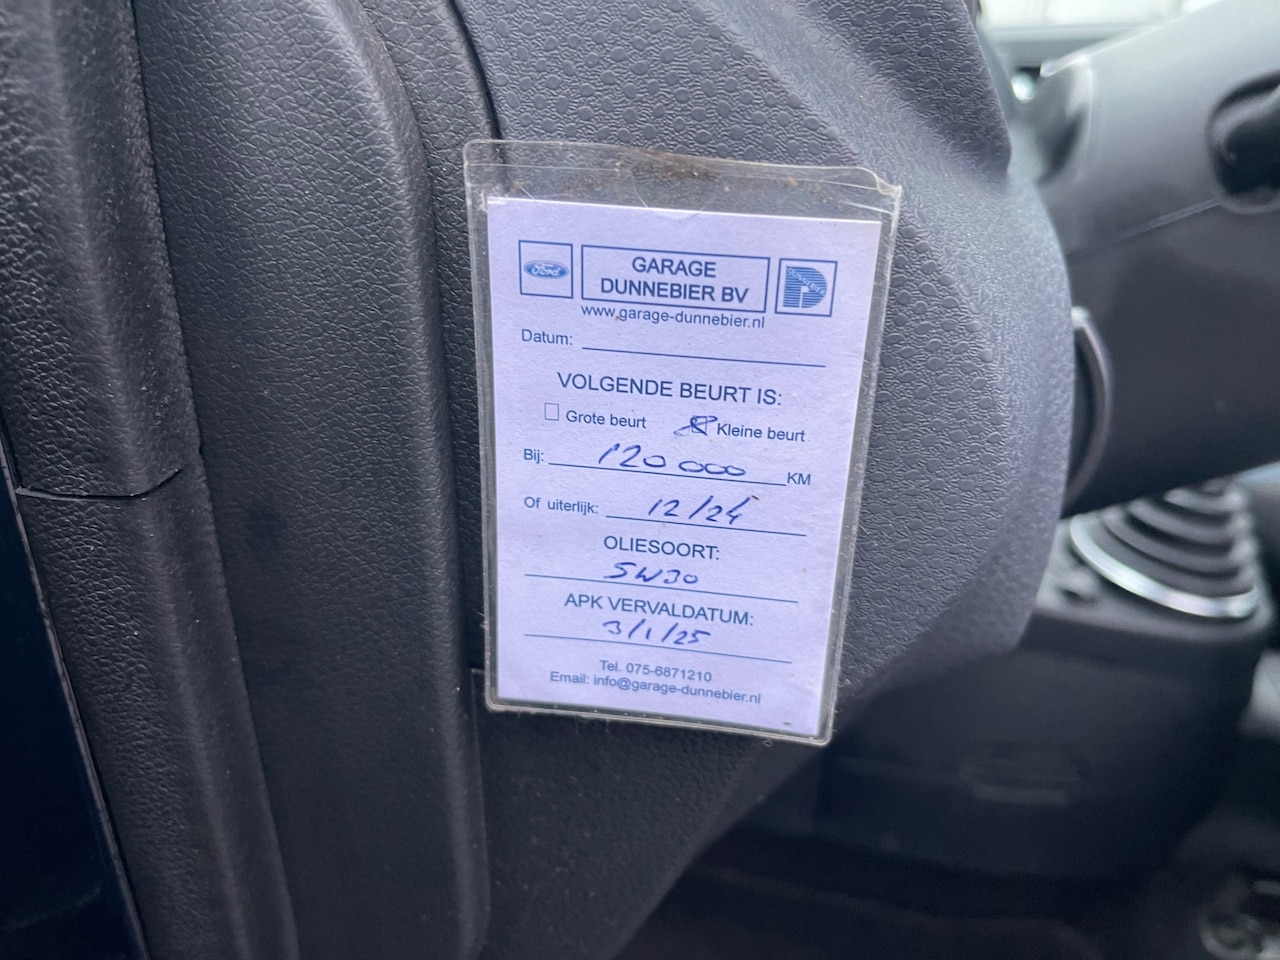 Ford
GARAGE
DUNNEBIER BV
www.garage-dunnebier.nl
Datum:
VOLGENDE BEURT IS:
Grote beurt Kleine beurt
Bij: 120 000 KM
Of uiterlijk: 12/24
OLIESOORT:
5W30
APK VERVALDATUM:
3/1/25
Tel. 075-6871210
Email: info@garage-dunnebier.nl